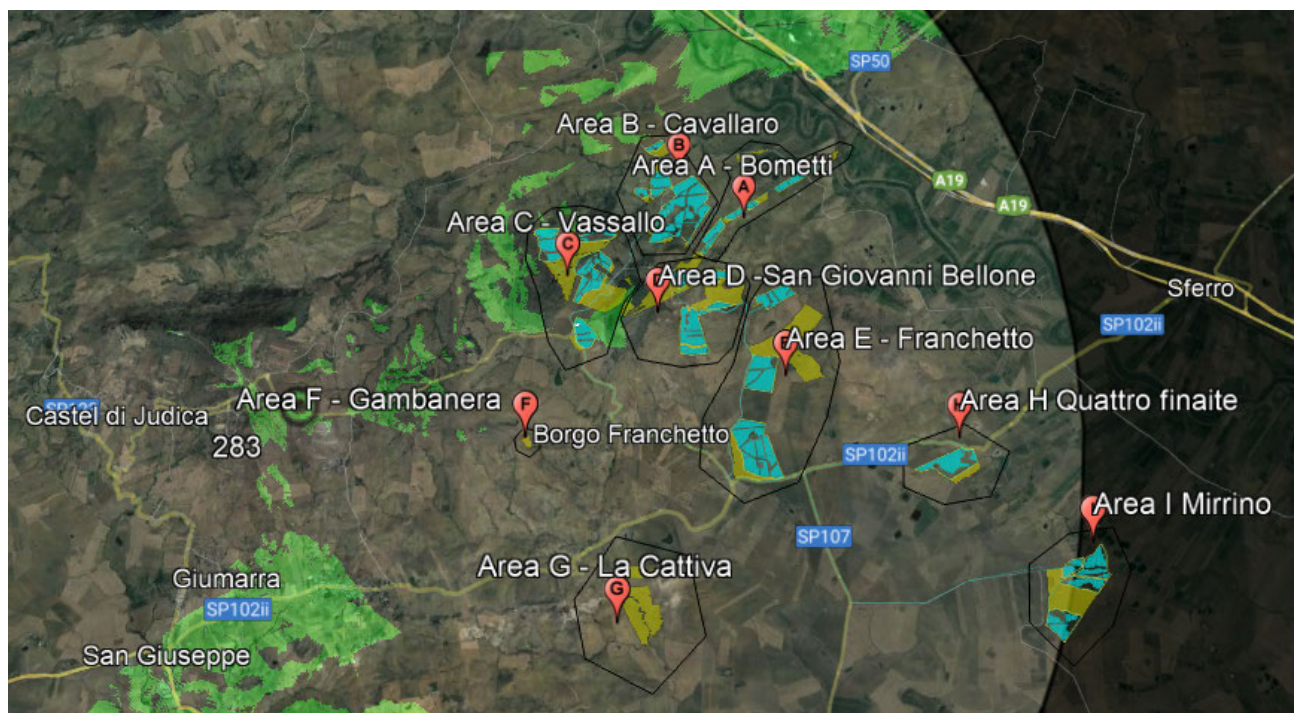 SP50
Area B - Cavallaro
B
Area A - Bometti
A
A19
A19
Area C - Vassallo
C
Area D -San Giovanni Bellone
Sferro
SP102ii
Area E - Franchetto
Area F - Gambanera
F
Castel di Judica
283
Borgo Franchetto
Area H Quattro finaite
SP102ii
Area I Mirrino
SP107
Area G - La Cattiva
G
Giumarra
SP102ii
San Giuseppe